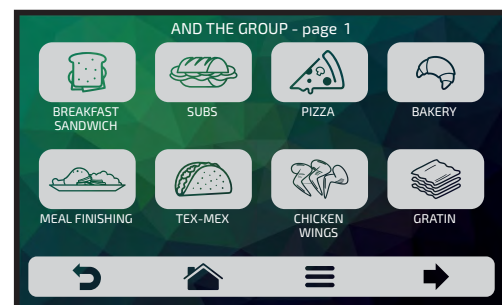 AND THE GROUP - page 1
BREAKFAST
SANDWICH
SUBS
PIZZA
BAKERY
MEAL FINISHING
TEX-MEX
CHICKEN
WINGS
GRATIN